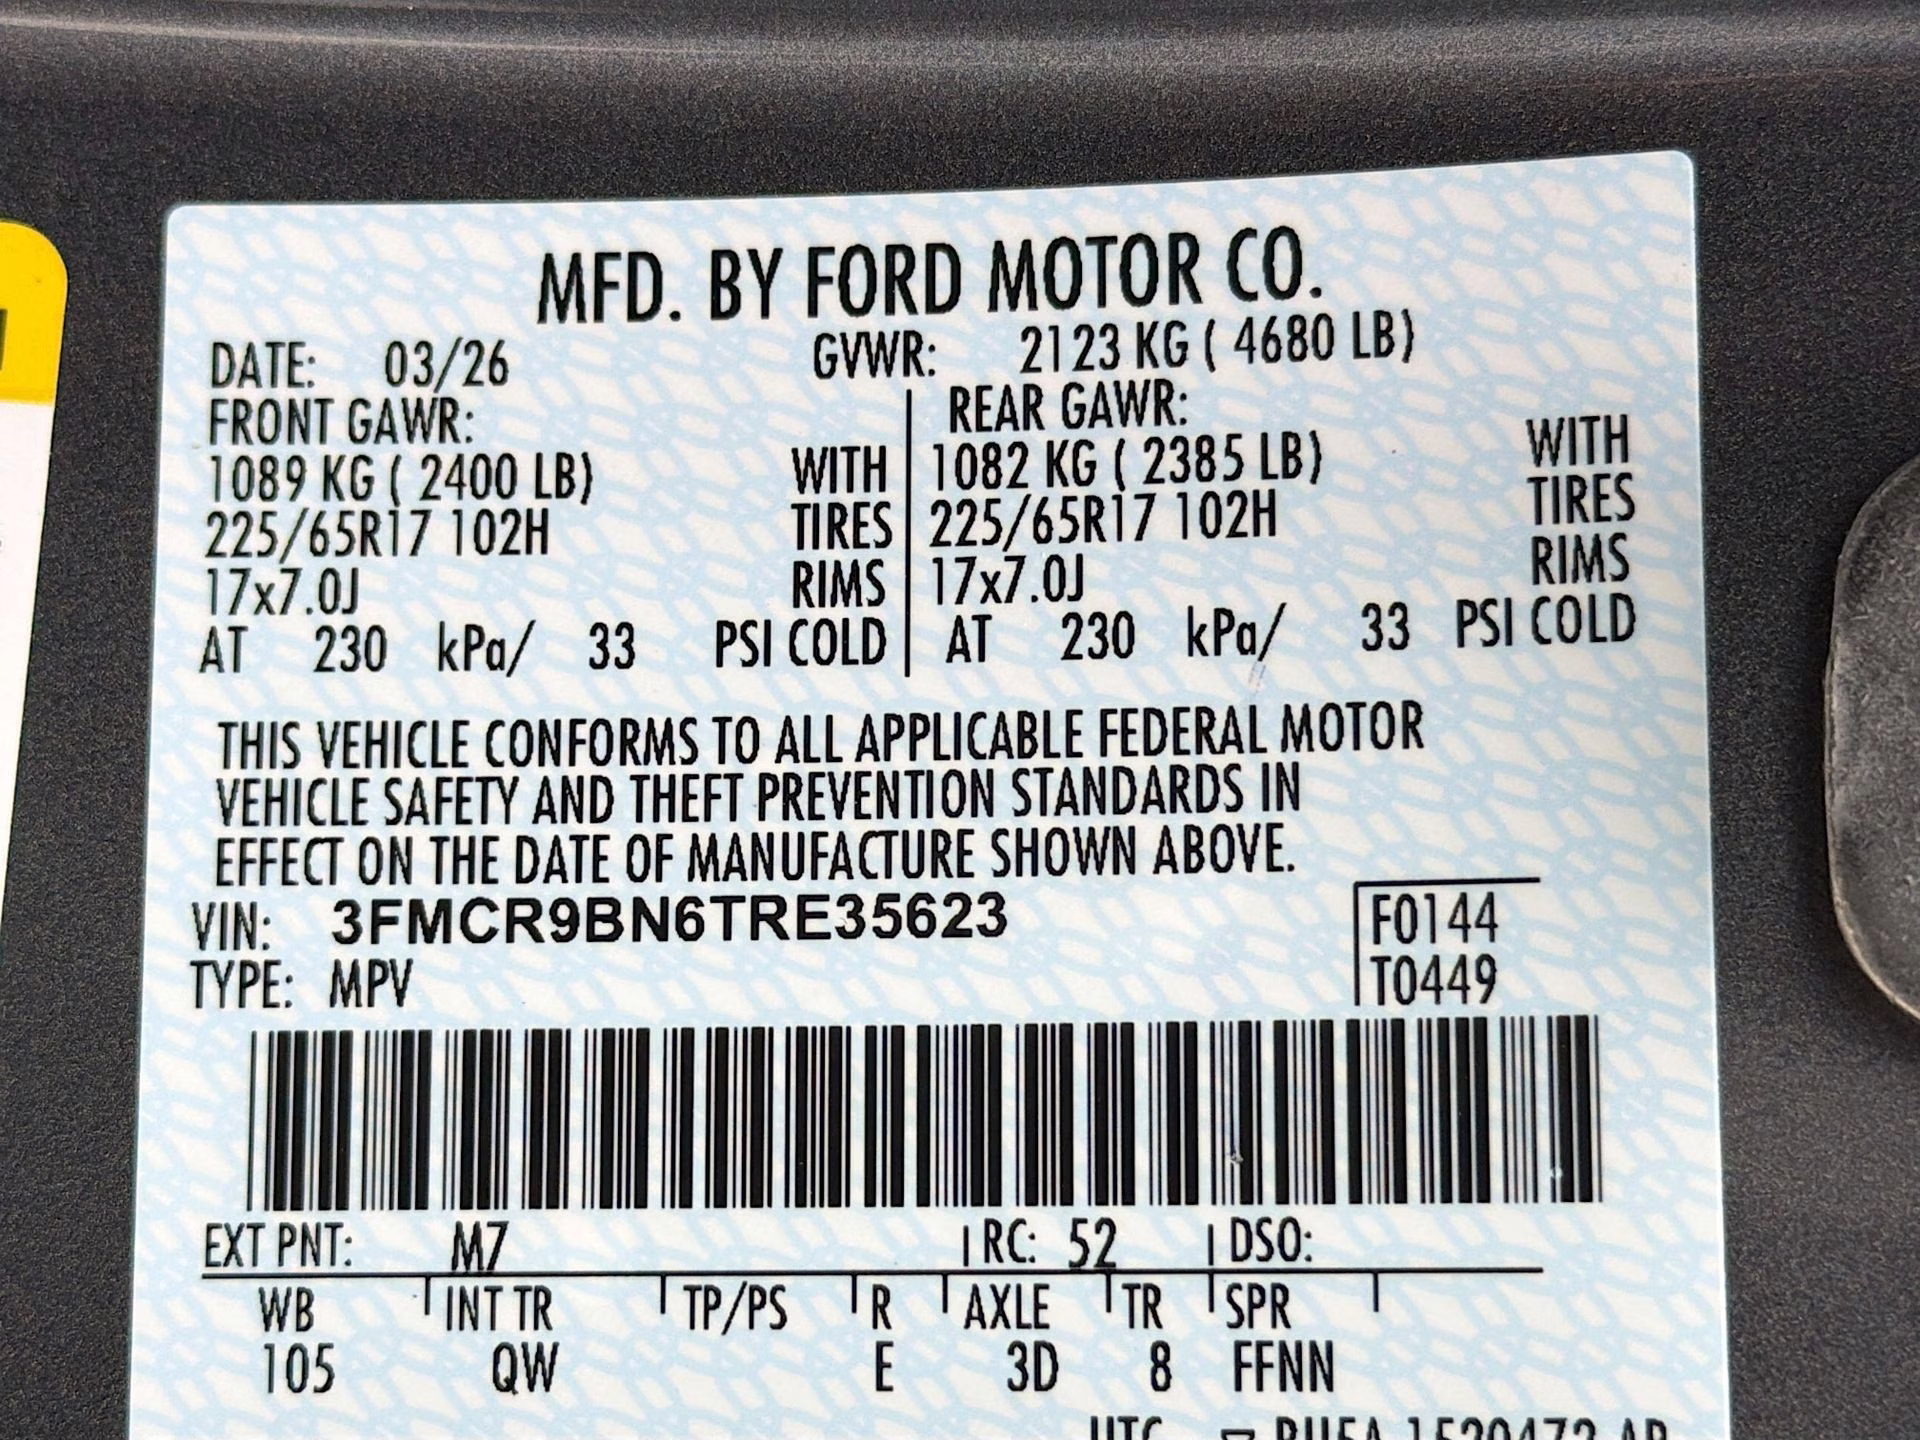 MFD. BY FORD MOTOR CO.
DATE: 03/26 GVWR: 2123 KG ( 4680 LB)
FRONT GAWR: REAR GAWR:
1089 KG ( 2400 LB) WITH 1082 KG ( 2385 LB) WITH
225/65R17 102H TIRES 225/65R17 102H TIRES
17x7.0J RIMS 17x7.0J RIMS
AT 230 kPa/ 33 PSI COLD AT 230 kPa/ 33 PSI COLD
THIS VEHICLE CONFORMS TO ALL APPLICABLE FEDERAL MOTOR
VEHICLE SAFETY AND THEFT PREVENTION STANDARDS IN
EFFECT ON THE DATE OF MANUFACTURE SHOWN ABOVE.
VIN: 3FMCR9BN6TRE35623 F0144
TYPE: MPV T0449
EXT PNT: M7 RC: 52 DSO:
WB INT TR TP/PS R AXLE TR SPR
105 QW E 3D 8 FFNN